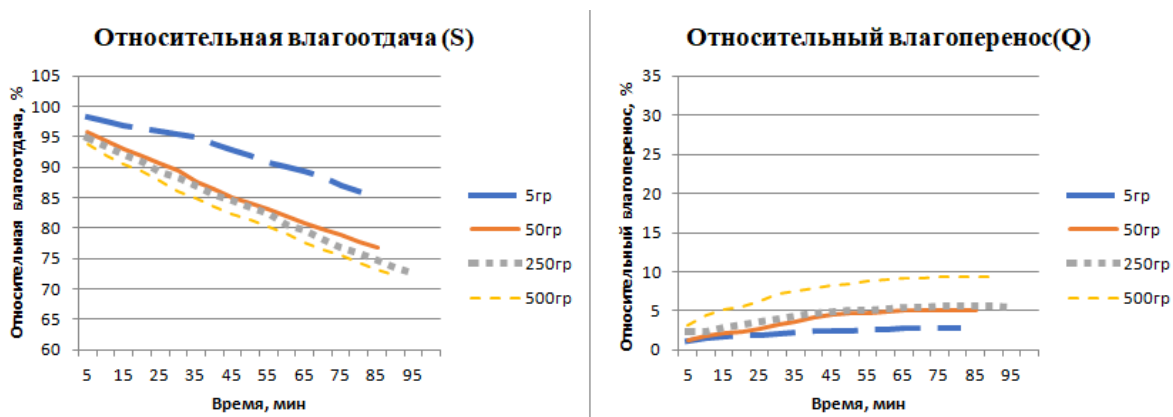 Относительная влагоотдача (S)
Относительная влагоотдача, %
105
100
95
90
85
80
75
70
65
60
5 15 25 35 45 55 65 75 85 95
Время, мин
5гр
50гр
250гр
500гр
Относительный влагоперенос(Q)
Относительный влагоперенос, %
35
30
25
20
15
10
5
0
5 15 25 35 45 55 65 75 85 95
Время, мин
5гр
50гр
250гр
500гр